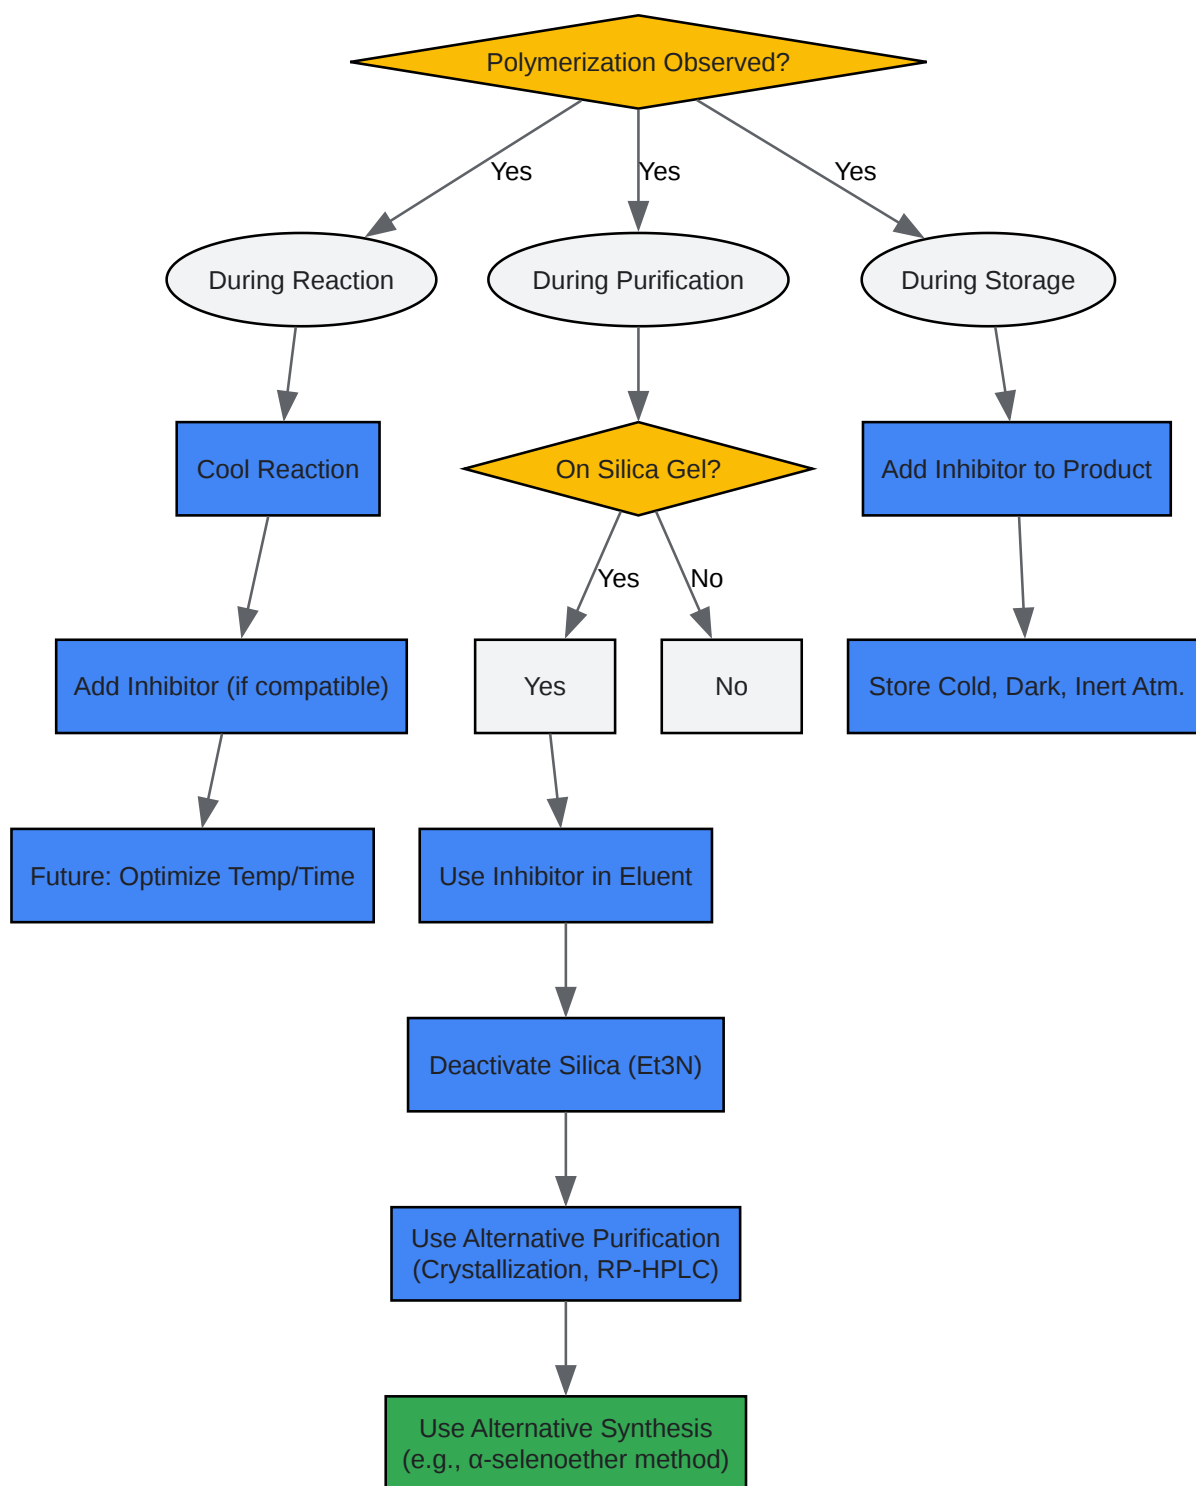 Polymerization Observed?
Yes
Yes
Yes
During Reaction
During Purification
During Storage
Cool Reaction
On Silica Gel?
Add Inhibitor to Product
Yes
No
Add Inhibitor (if compatible)
Yes
No
Store Cold, Dark, Inert Atm.
Future: Optimize Temp/Time
Use Inhibitor in Eluent
Deactivate Silica (Et3N)
Use Alternative Purification
(Crystallization, RP-HPLC)
Use Alternative Synthesis
(e.g., α-selenoether method)